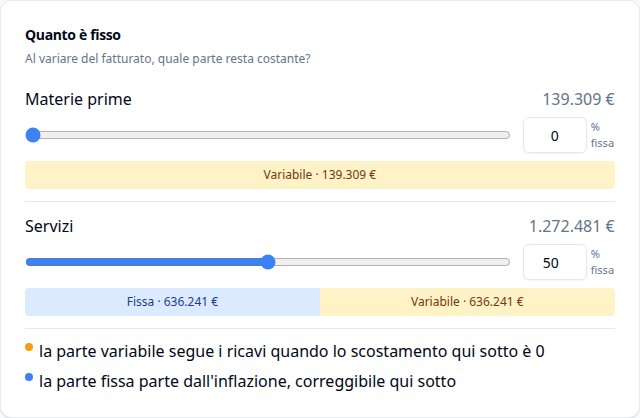 Quanto è fisso
Al variare del fatturato, quale parte resta costante?
Materie prime 139.309 €
0 % fissa
Variabile · 139.309 €
Servizi 1.272.481 €
50 % fissa
Fissa · 636.241 € Variabile · 636.241 €
la parte variabile segue i ricavi quando lo scostamento qui sotto è 0
la parte fissa parte dall'inflazione, correggibile qui sotto